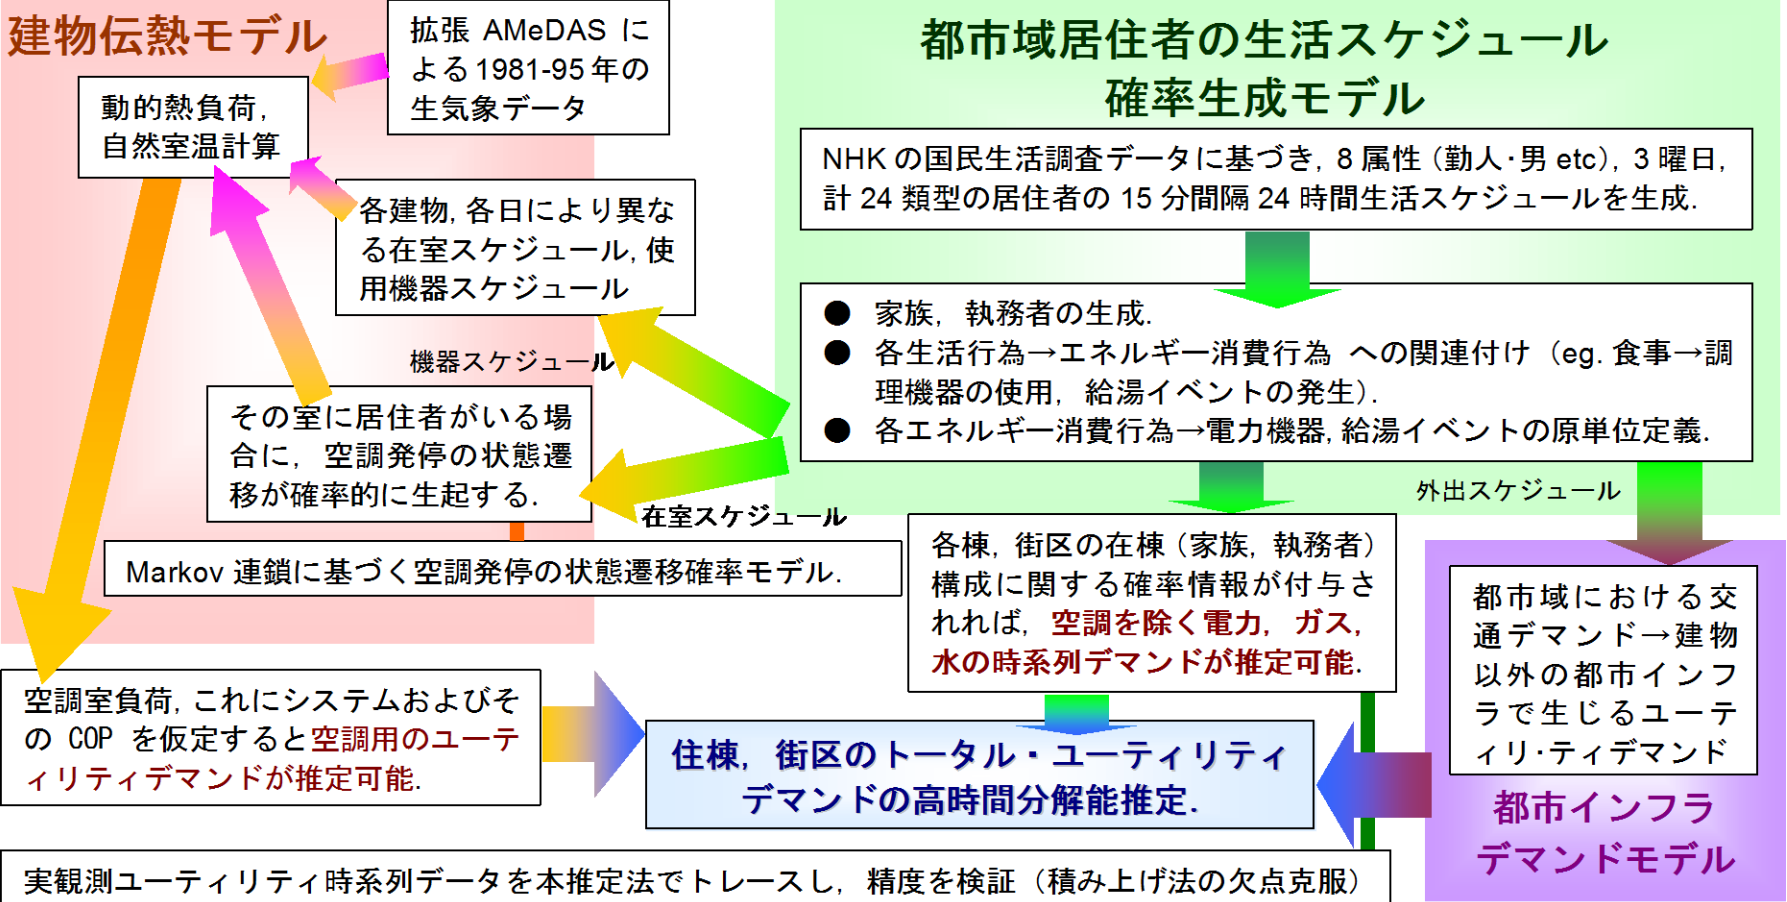 建物伝熱モデル
拡張 AMeDAS に
よる1981-95年の
生気象データ
動的熱負荷,
自然室温計算
各建物, 各日により異な
る在室スケジュール, 使
用機器スケジュール
機器スケジュール
その室に居住者がいる場
合に, 空調発停の状態遷
移が確率的に生起する.
在室スケジュール
Markov 連鎖に基づく空調発停の状態遷移確率モデル.
都市域居住者の生活スケジュール
確率生成モデル
NHK の国民生活調査データに基づき, 8 属性（勤人・男 etc）, 3 曜日,
計 24 類型の居住者の 15 分間隔 24 時間生活スケジュールを生成.
● 家族, 執務者の生成.
● 各生活行為→エネルギー消費行為 への関連付け（eg. 食事→調
理機器の使用, 給湯イベントの発生）.
● 各エネルギー消費行為→電力機器, 給湯イベントの原単位定義.
外出スケジュール
各棟, 街区の在棟（家族, 執務者）
構成に関する確率情報が付与さ
れれば, 空調を除く電力, ガス,
水の時系列デマンドが推定可能.
都市域における交
通デマンド→建物
以外の都市インフ
ラで生じるユーテ
ィリ・ティデマンド
都市インフラ
デマンドモデル
空調室負荷, これにシステムおよびそ
の COP を仮定すると空調用のユーテ
ィリティデマンドが推定可能.
住棟, 街区のトータル・ユーティリティ
デマンドの高時間分解能推定.
実観測ユーティリティ時系列データを本推定法でトレースし, 精度を検証（積み上げ法の欠点克服）